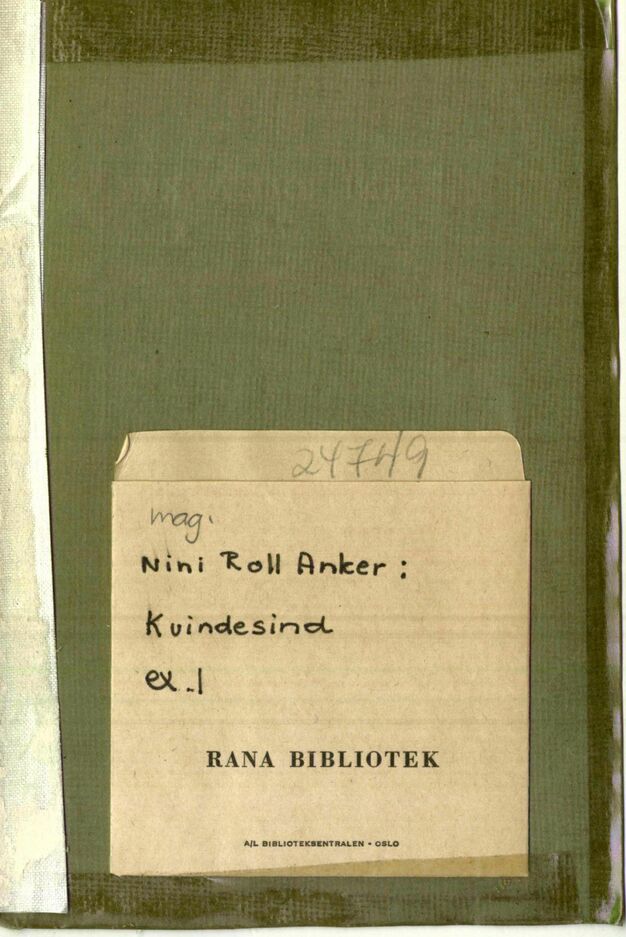 24749
mag.
Nini Roll Anker:
Kvindesind
ex.1
RANA BIBLIOTEK
A/L BIBLIOTEKSENTRALEN • OSLO